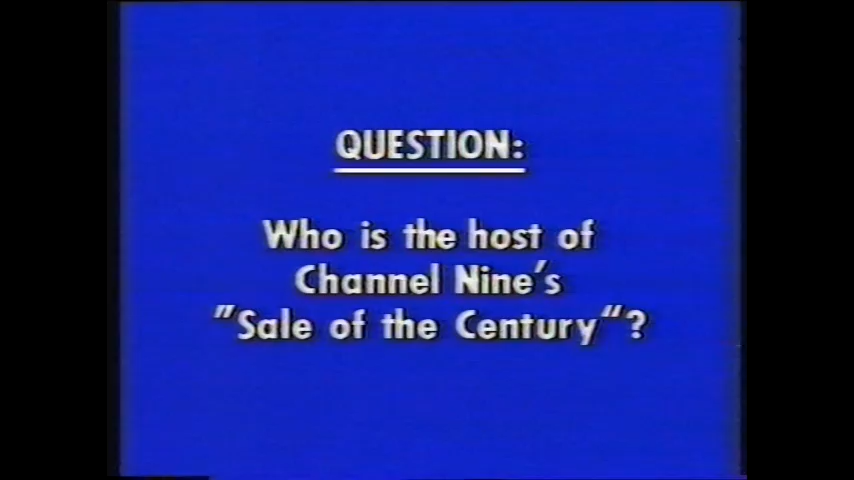 QUESTION:
Who is the host of
Channel Nine's
"Sale of the Century"?